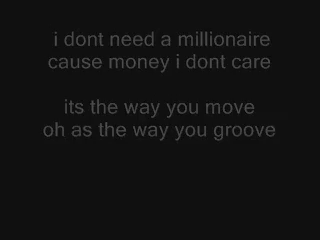 i dont need a millionaire
cause money i dont care
its the way you move
oh as the way you groove